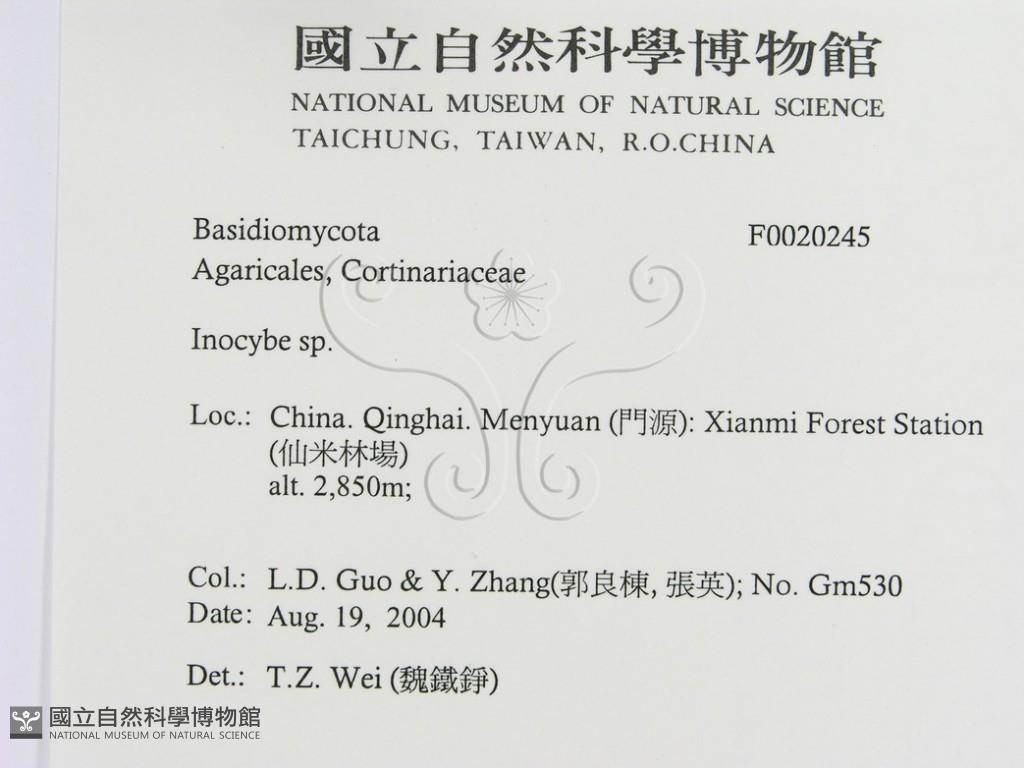 國立自然科學博物館
NATIONAL MUSEUM OF NATURAL SCIENCE
TAICHUNG, TAIWAN, R.O.CHINA
Basidiomycota F0020245
Agaricales, Cortinariaceae
Inocybe sp.
Loc.: China. Qinghai. Menyuan (門源): Xianmi Forest Station
(仙米林場)
alt. 2,850m;
Col.: L.D. Guo & Y. Zhang(郭良棟, 張英); No. Gm530
Date: Aug. 19, 2004
Det.: T.Z. Wei (魏鐵錚)
國立自然科學博物館
NATIONAL MUSEUM OF NATURAL SCIENCE